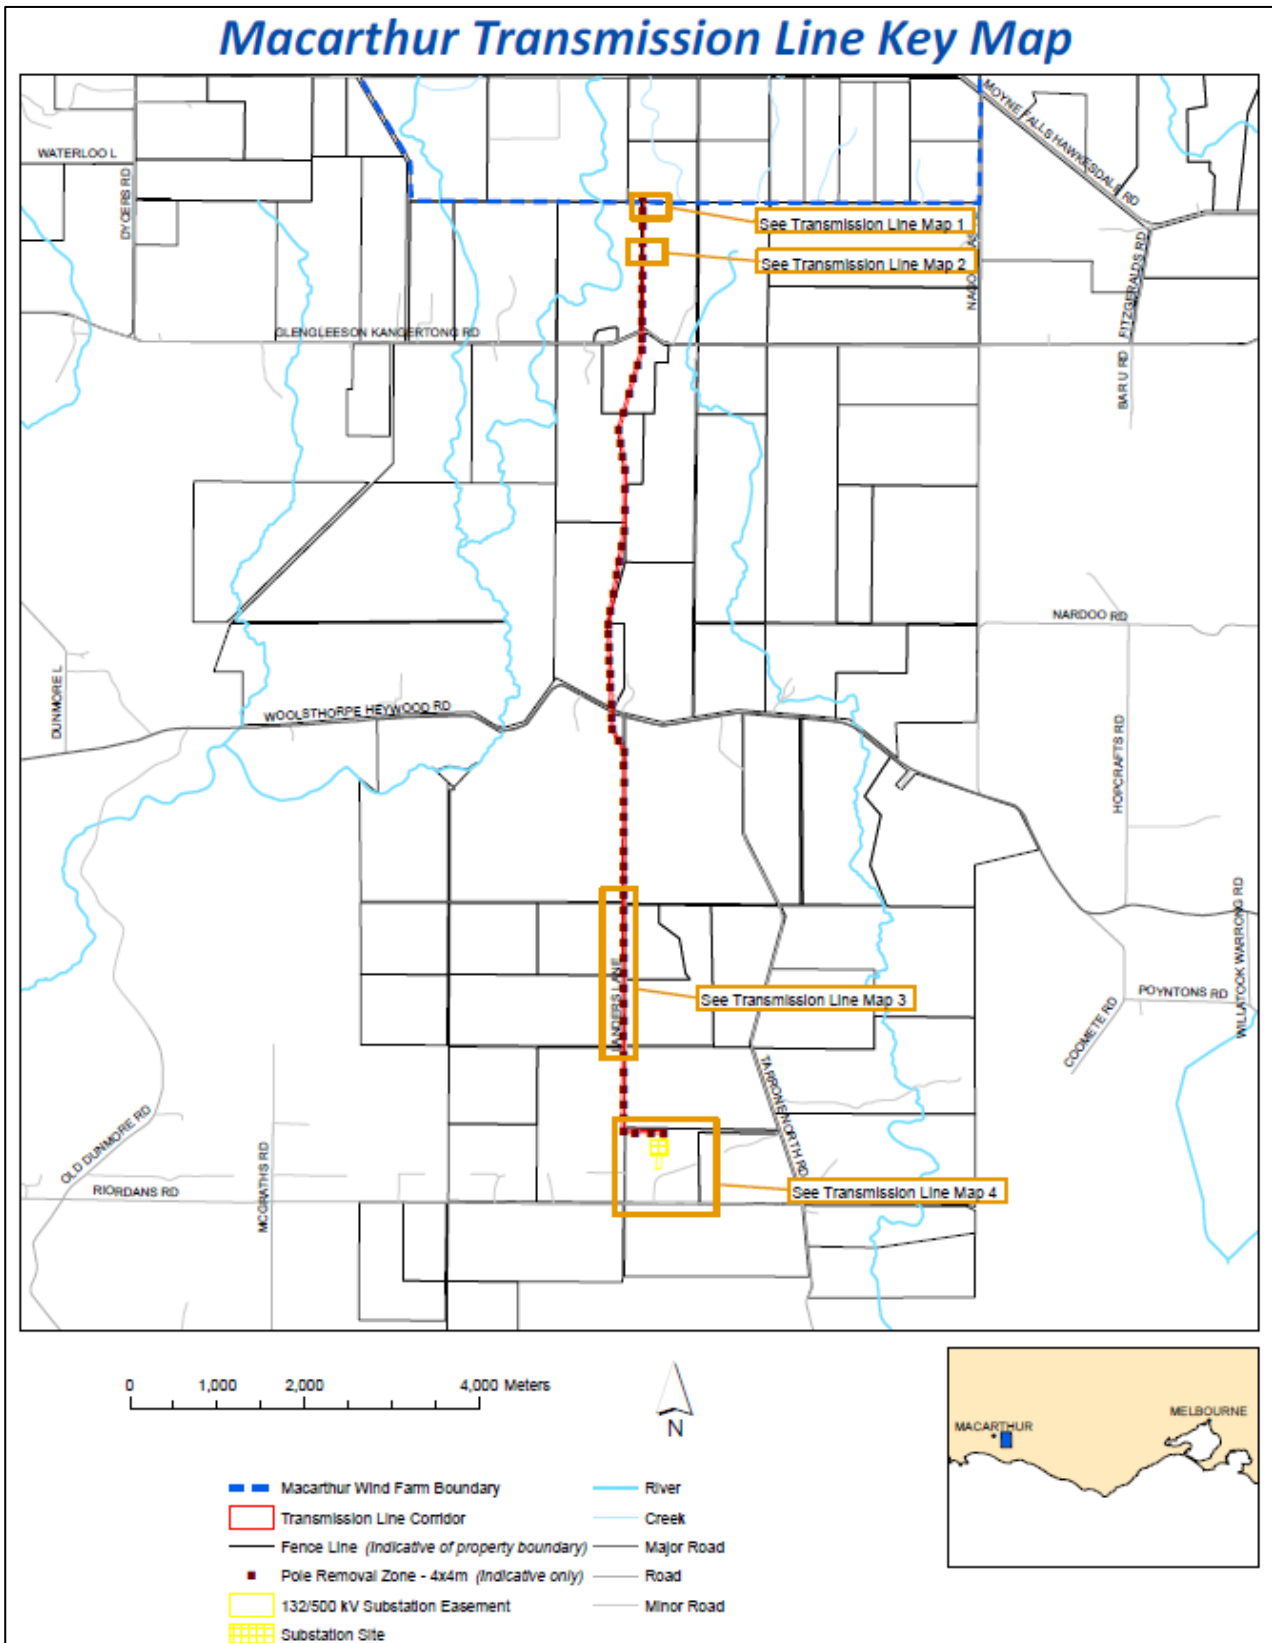 Macarthur Transmission Line Key Map
MOYNE FALLS HAWKESDALE RD
WATERLOO L
DYCERS RD
See Transmission Line Map 1
See Transmission Line Map 2
FITZGERALDS RD
GLENGLEESON KANGERTONG RD
BARU RD
NARDOO RD
DUNMORE L
WOOLSTHORPE HEYWOOD RD
HOPCRAFTS RD
WILLATOOK WARRONG RD
LANDERS LANE
See Transmission Line Map 3
POYNTONS RD
COOMETE RD
TARRONE NORTH RD
OLD DUNMORE RD
MCGRATHS RD
RIORDANS RD
See Transmission Line Map 4
0 1,000 2,000 4,000 Meters
N
MELBOURNE
MACARTHUR
Macarthur Wind Farm Boundary
Transmission Line Corridor
Fence Line (Indicative of property boundary)
Pole Removal Zone - 4x4m (Indicative only)
132/500 kV Substation Easement
Substation Site
River
Creek
Major Road
Road
Minor Road